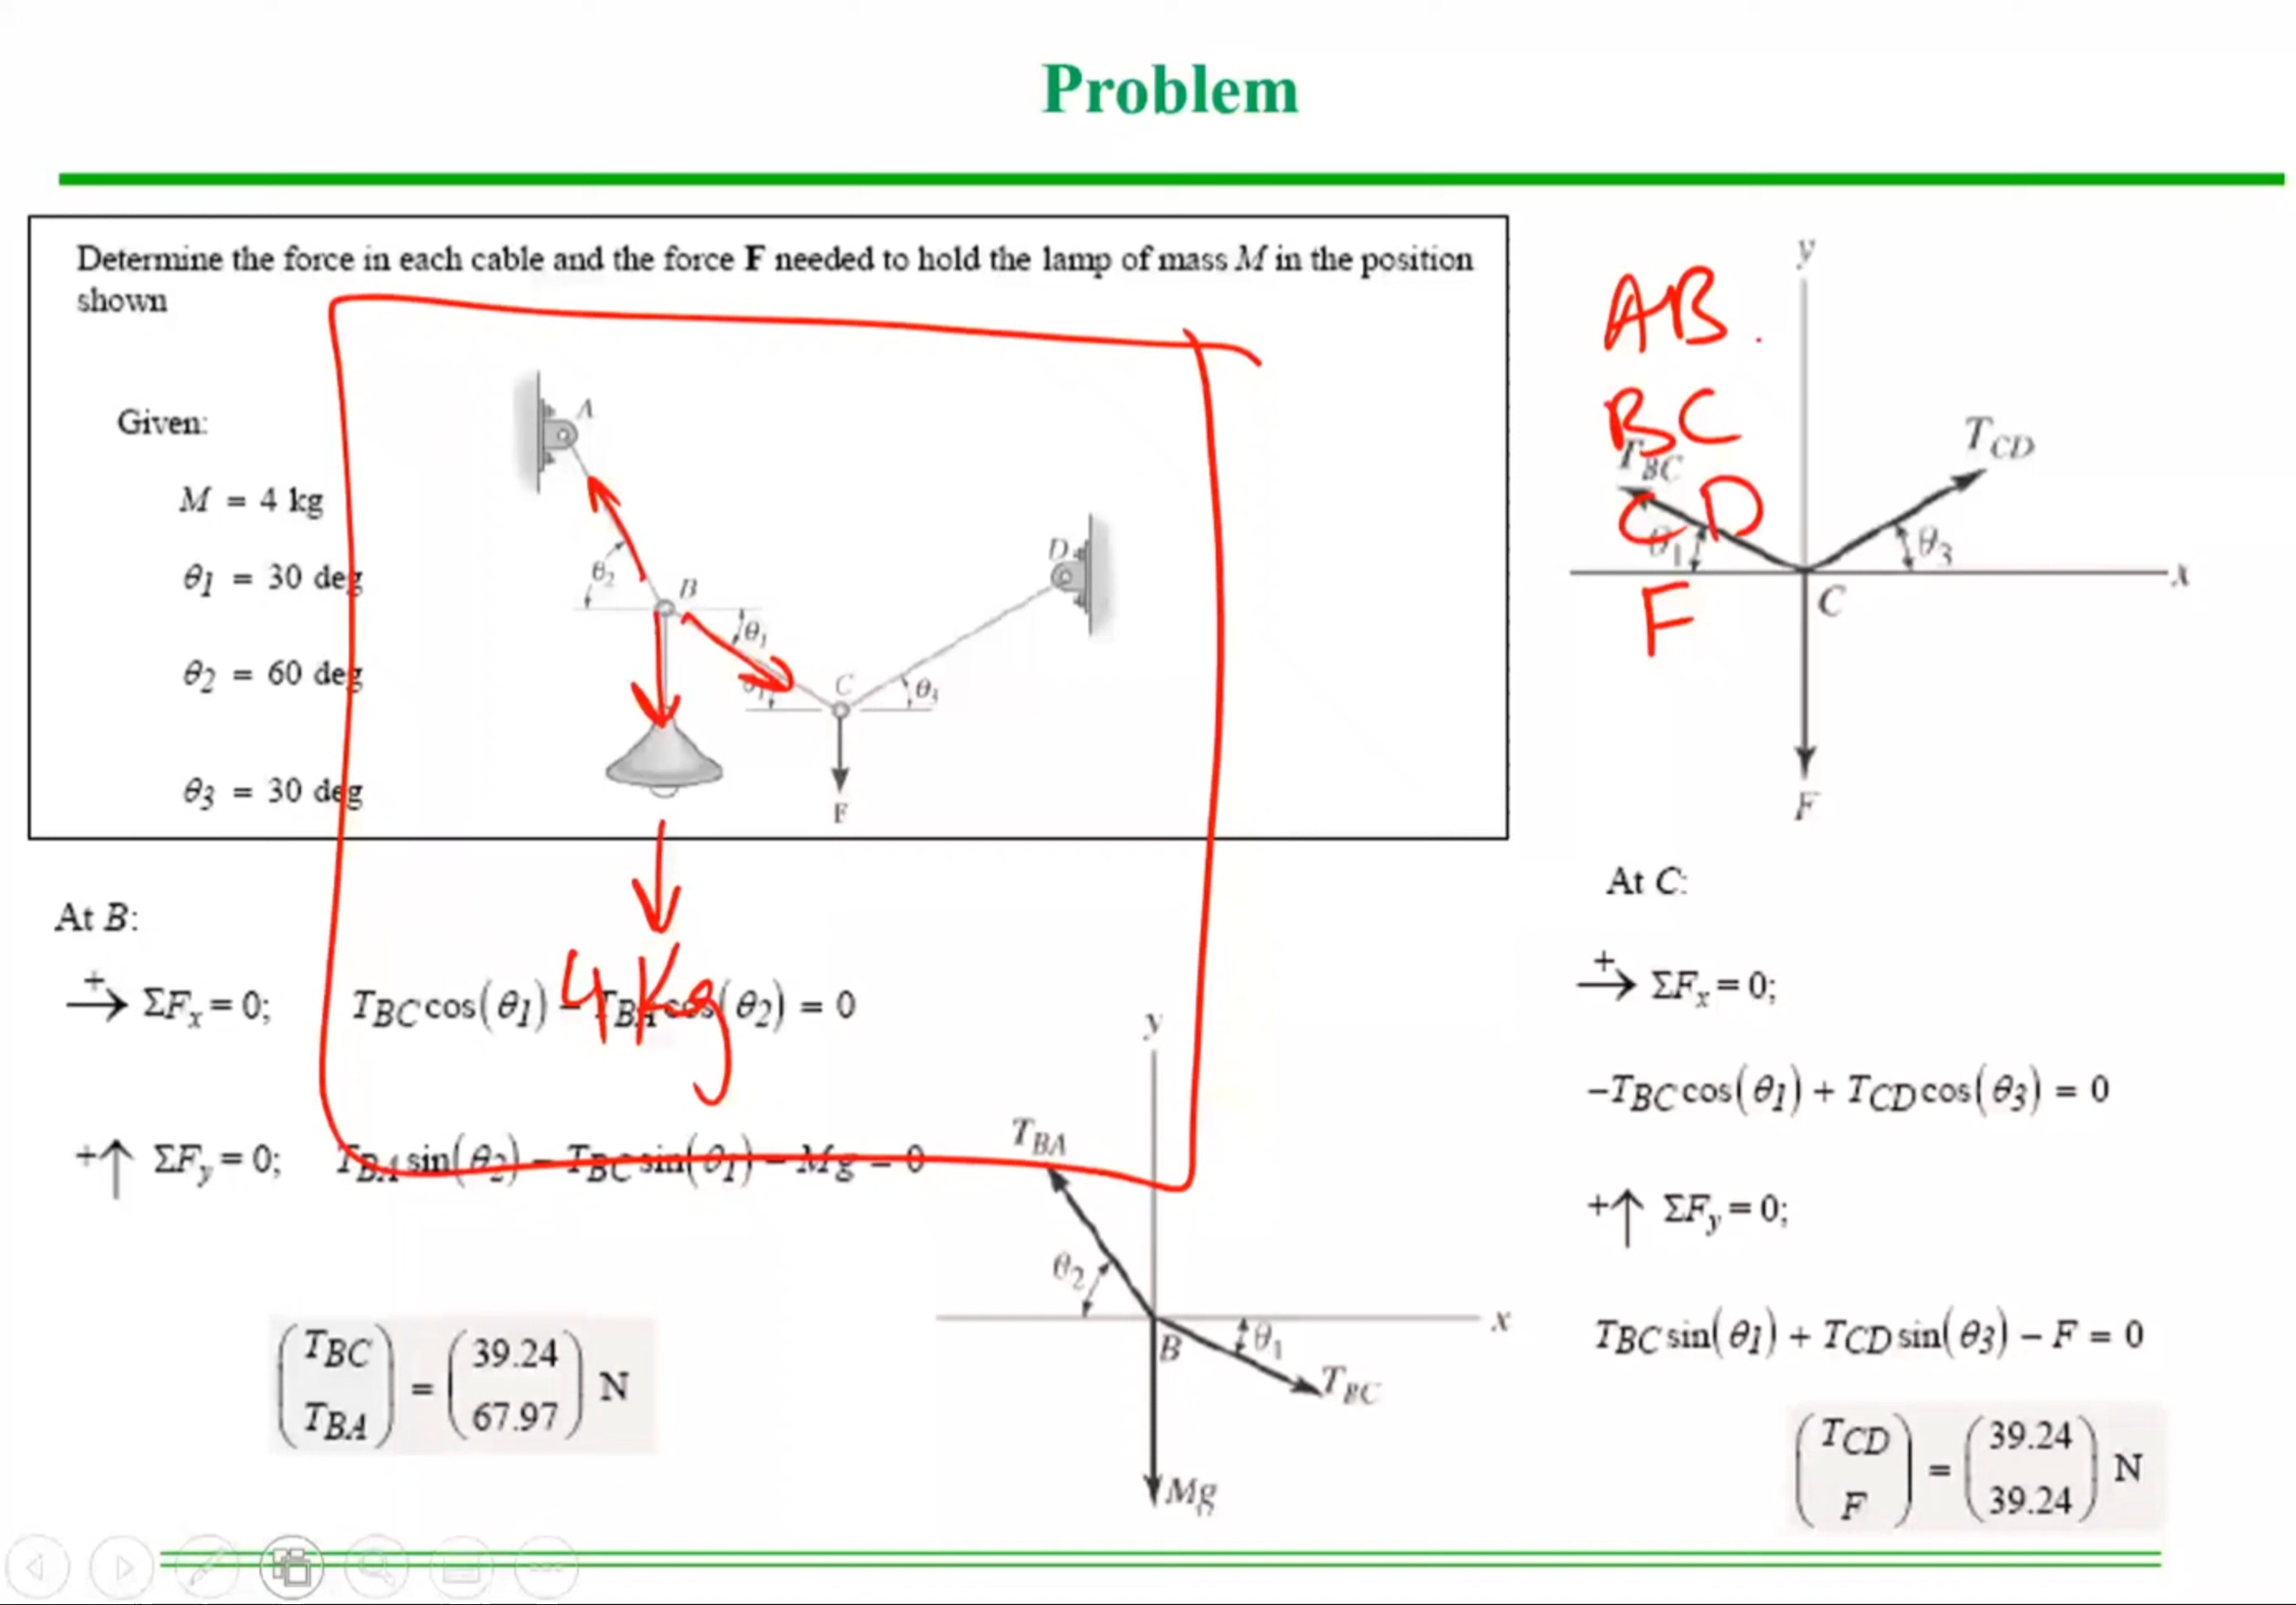 Problem
Determine the force in each cable and the force F needed to hold the lamp of mass M in the position
shown
Given:
M = 4 kg
θ1 = 30 deg
θ2 = 60 deg
θ3 = 30 deg
A
θ2
B
θ1
D
C
θ3
F
4Kg
AB.
BC
CD
F
y
TBC
TCD
θ1
θ3
x
C
F
At B:
+→ ΣFx = 0; TBC cos(θ1) − TBA cos(θ2) = 0
+↑ ΣFy = 0; TBA sin(θ2) − TBC sin(θ1) − Mg = 0
(TBC TBA) = (39.24 67.97) N
y
TBA
θ2
x
B
θ1
TBC
Mg
At C:
+→ ΣFx = 0;
−TBC cos(θ1) + TCD cos(θ3) = 0
+↑ ΣFy = 0;
TBC sin(θ1) + TCD sin(θ3) − F = 0
(TCD F) = (39.24 39.24) N